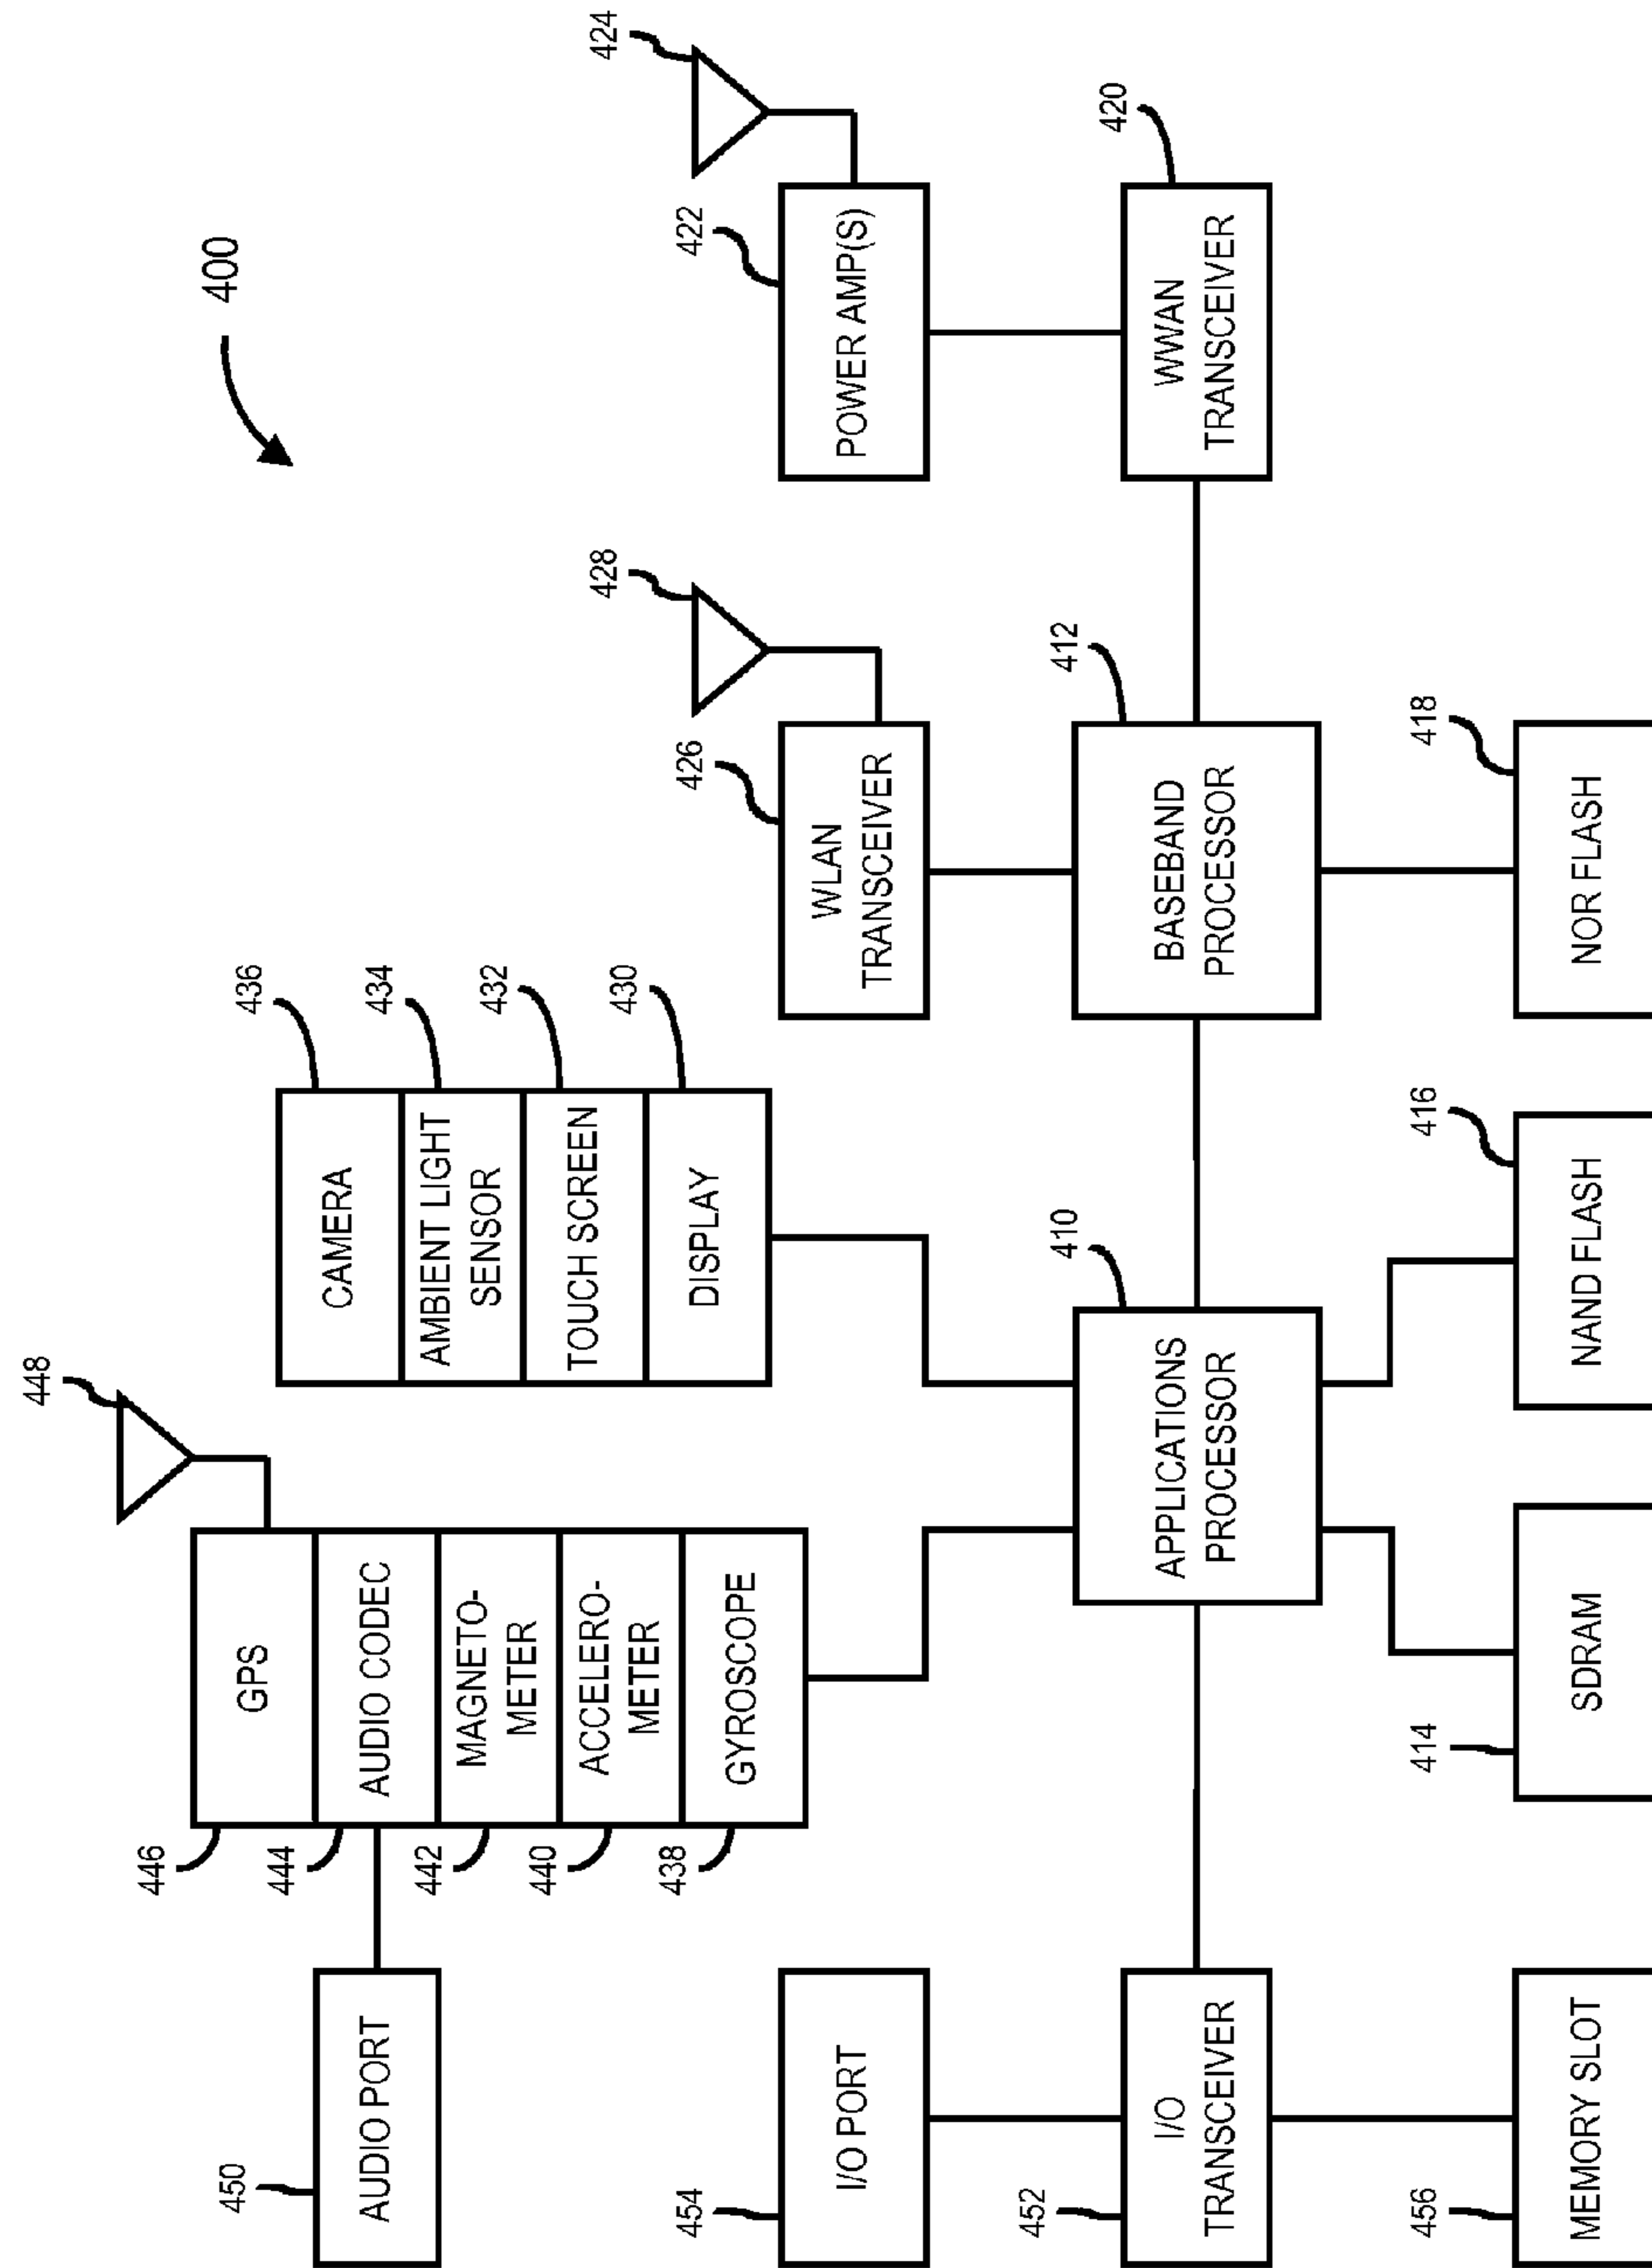 400
448
446
GPS
444
AUDIO CODEC
442
MAGNETO-
METER
440
ACCELERO-
METER
438
GYROSCOPE
450
AUDIO PORT
436
CAMERA
434
AMBIENT LIGHT
SENSOR
432
TOUCH SCREEN
430
DISPLAY
428
426
WLAN
TRANSCEIVER
424
422
POWER AMP(S)
454
I/O PORT
452
I/O
TRANSCEIVER
410
APPLICATIONS
PROCESSOR
412
BASEBAND
PROCESSOR
420
WWAN
TRANSCEIVER
456
MEMORY SLOT
414
SDRAM
416
NAND FLASH
418
NOR FLASH